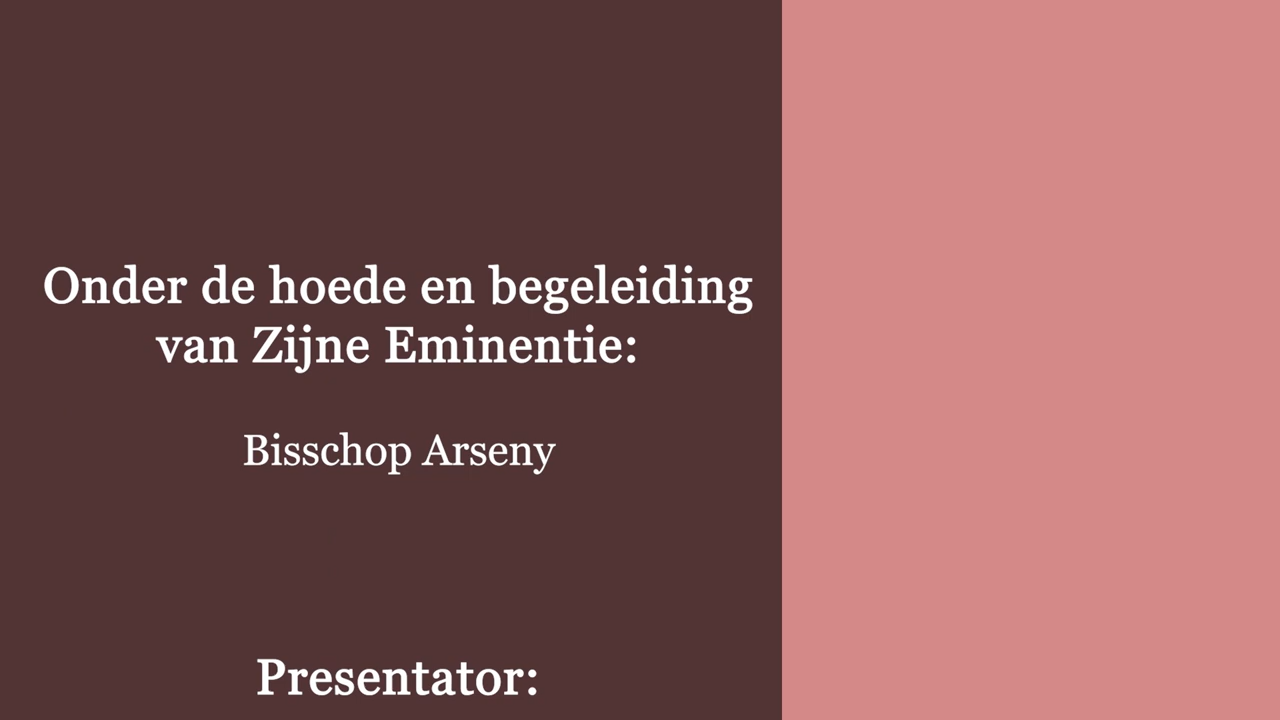 Onder de hoede en begeleiding
van Zijne Eminentie:
Bisschop Arseny
Presentator: